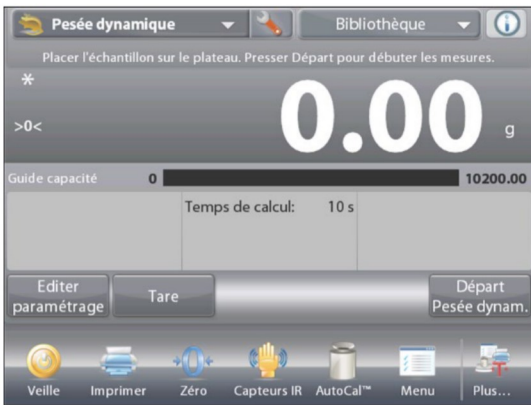 Pesée dynamique
Bibliothèque
Placer l'échantillon sur le plateau. Presser Départ pour débuter les mesures.
*
>0<
0.00 g
Guide capacité 0 10200.00
Temps de calcul: 10 s
Editer paramétrage
Tare
Départ Pesée dynam.
Veille
Imprimer
Zéro
Capteurs IR
AutoCal™
Menu
Plus...